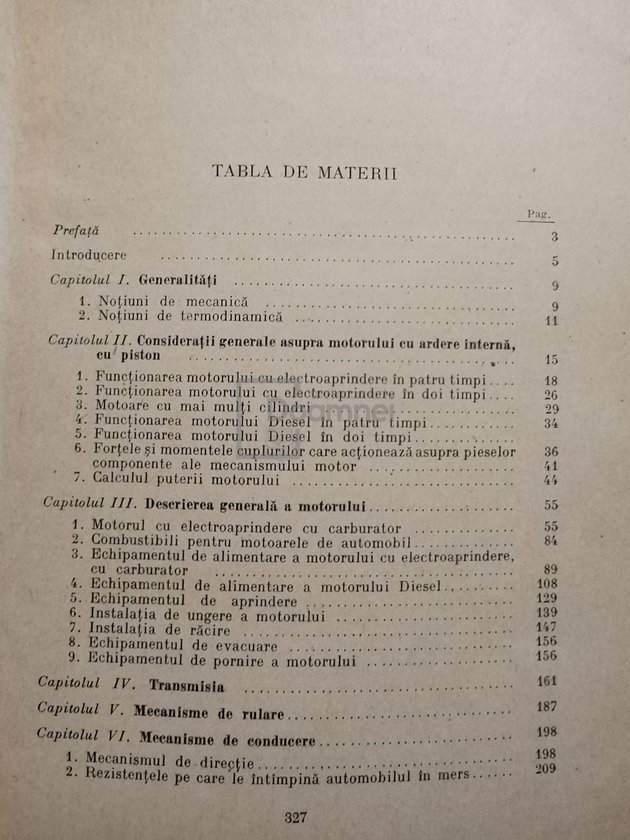 TABLA DE MATERII
Pag.
Prefață .......... 3
Introducere .......... 5
Capitolul I. Generalități .......... 9
1. Noțiuni de mecanică .......... 9
2. Noțiuni de termodinamică .......... 11
Capitolul II. Considerații generale asupra motorului cu ardere internă,
cu piston .......... 15
1. Funcționarea motorului cu electroaprindere în patru timpi .... 18
2. Funcționarea motorului cu electroaprindere în doi timpi .... 26
3. Motoare cu mai mulți cilindri .......... 29
4. Funcționarea motorului Diesel în patru timpi .......... 34
5. Funcționarea motorului Diesel în doi timpi .......... 36
6. Forțele și momentele cuplurilor care acționează asupra pieselor
componente ale mecanismului motor .......... 41
7. Calculul puterii motorului .......... 44
Capitolul III. Descrierea generală a motorului .......... 55
1. Motorul cu electroaprindere cu carburator .......... 55
2. Combustibili pentru motoarele de automobil .......... 84
3. Echipamentul de alimentare a motorului cu electroaprindere,
cu carburator .......... 89
4. Echipamentul de alimentare a motorului Diesel .......... 108
5. Echipamentul de aprindere .......... 129
6. Instalația de ungere a motorului .......... 139
7. Instalația de răcire .......... 147
8. Echipamentul de evacuare .......... 156
9. Echipamentul de pornire a motorului .......... 156
Capitolul IV. Transmisia .......... 161
Capitolul V. Mecanisme de rulare .......... 187
Capitolul VI. Mecanisme de conducere .......... 198
1. Mecanismul de direcție .......... 198
2. Rezistențele pe care le întîmpină automobilul în mers ...... 209
327